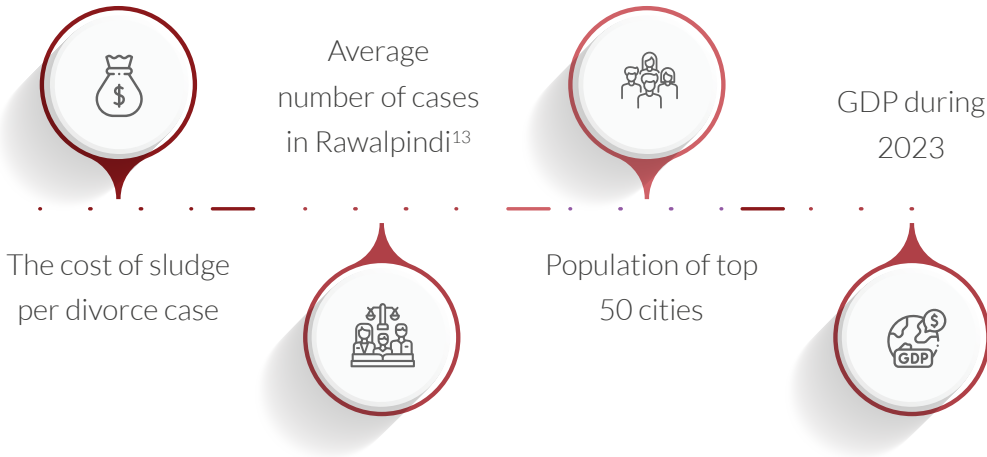 $
The cost of sludge
per divorce case
Average
number of cases
in Rawalpindi¹³
Population of top
50 cities
GDP during
2023
$
GDP